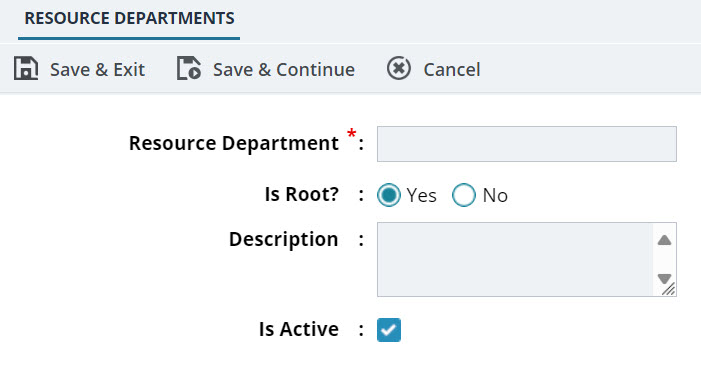 RESOURCE DEPARTMENTS
Save & Exit Save & Continue Cancel
Resource Department * :
Is Root? : Yes No
Description :
Is Active :